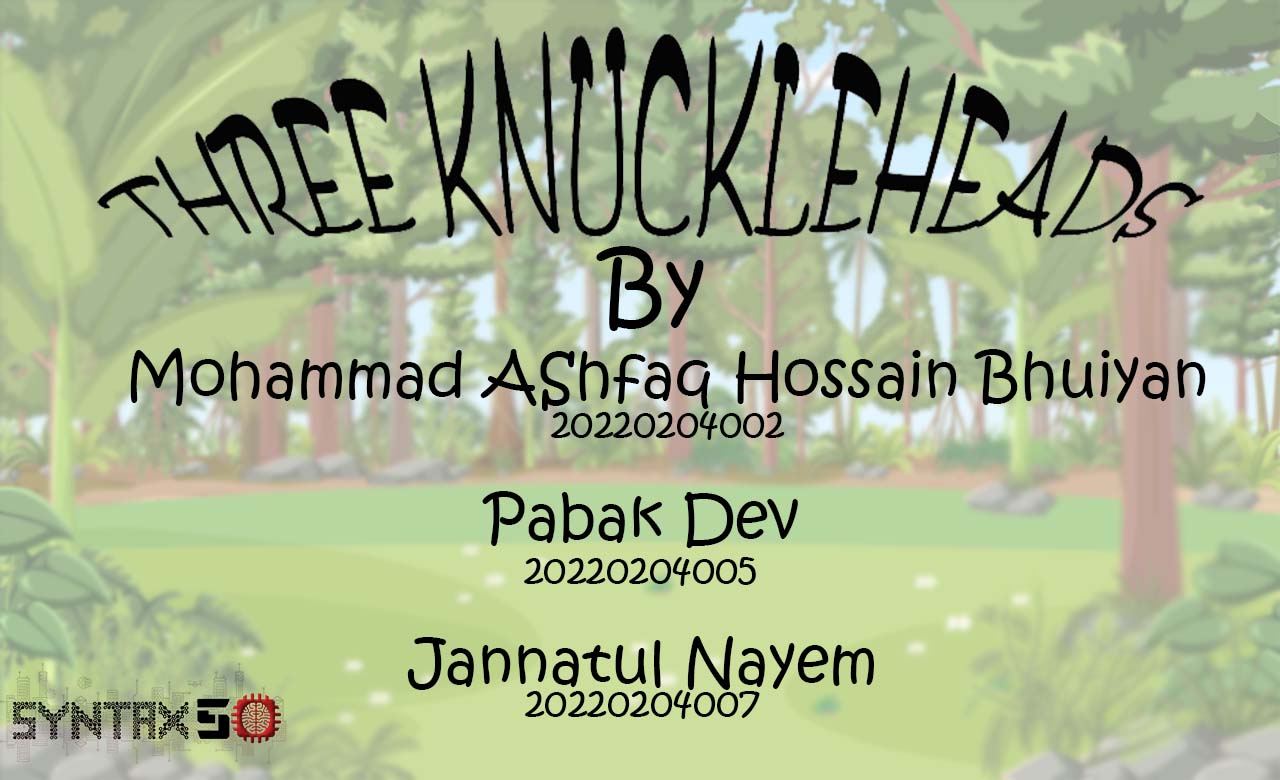 THREE KNUCKLEHEADS
By
Mohammad AShfaq Hossain Bhuiyan
20220204002
Pabak Dev
20220204005
Jannatul Nayem
20220204007
SYNTAX 50